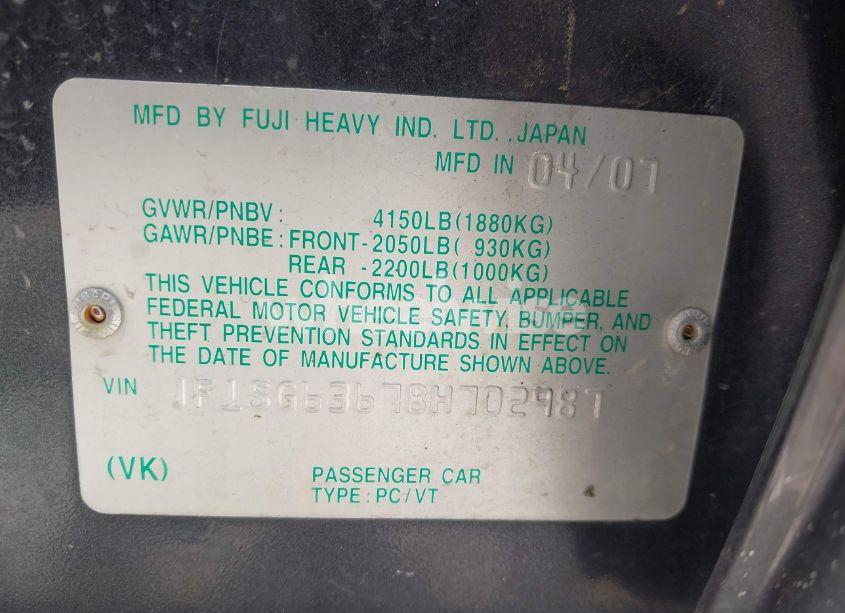 MFD BY FUJI HEAVY IND. LTD., JAPAN
MFD IN 04/07
GVWR/PNBV: 4150LB(1880KG)
GAWR/PNBE: FRONT-2050LB( 930KG)
REAR -2200LB(1000KG)
THIS VEHICLE CONFORMS TO ALL APPLICABLE
FEDERAL MOTOR VEHICLE SAFETY, BUMPER, AND
THEFT PREVENTION STANDARDS IN EFFECT ON
THE DATE OF MANUFACTURE SHOWN ABOVE.
VIN JF1SG63678H702987
(VK) PASSENGER CAR
TYPE: PC/VT